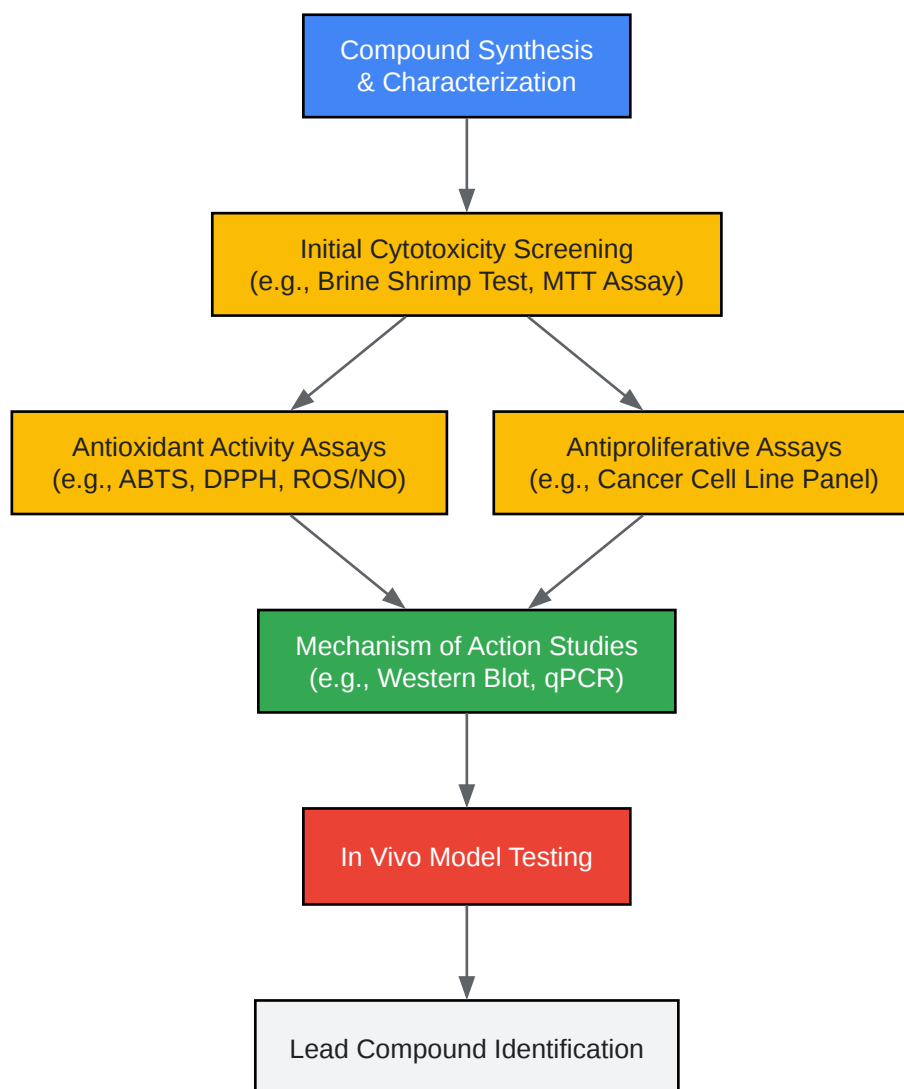 Compound Synthesis
& Characterization
Initial Cytotoxicity Screening
(e.g., Brine Shrimp Test, MTT Assay)
Antioxidant Activity Assays
(e.g., ABTS, DPPH, ROS/NO)
Antiproliferative Assays
(e.g., Cancer Cell Line Panel)
Mechanism of Action Studies
(e.g., Western Blot, qPCR)
In Vivo Model Testing
Lead Compound Identification